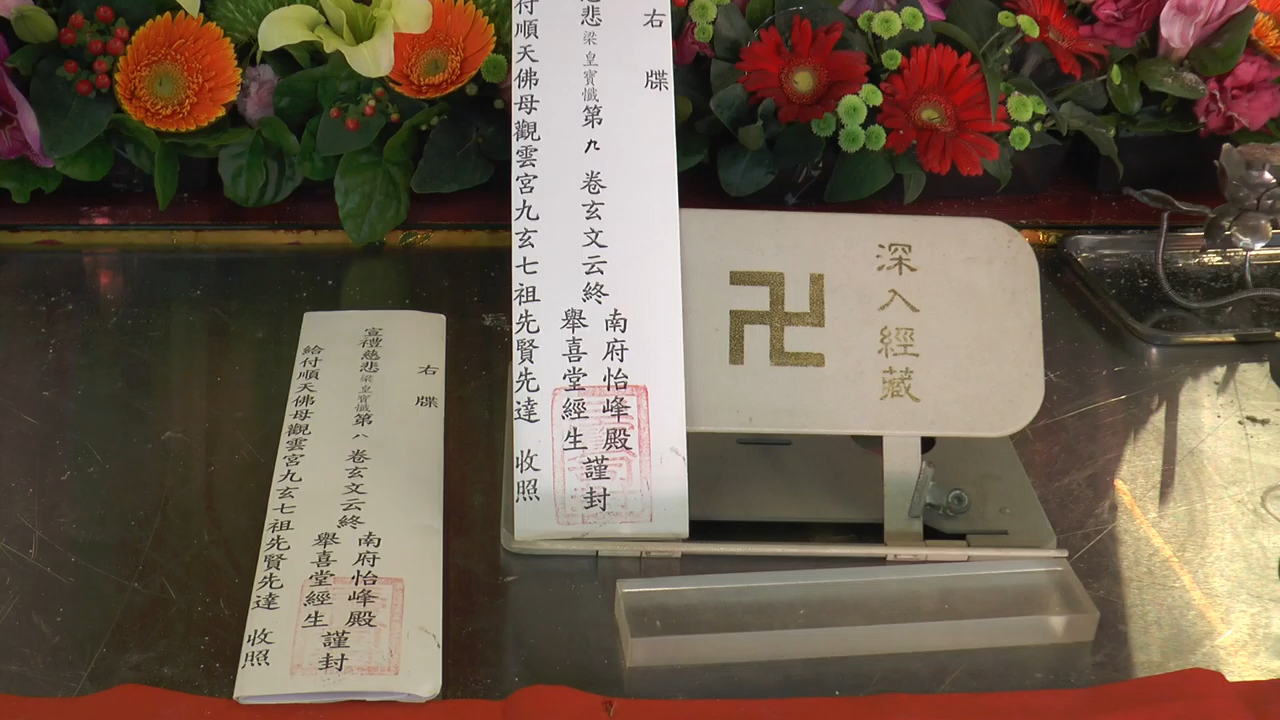 右牒
慈悲梁皇寶懺第九卷玄文云終
南府怡峰殿
舉喜堂經生
謹封
付順天佛母觀雲宮九玄七祖先賢先達收照
深入經藏
右牒
宣禮慈悲梁皇寶懺第八卷玄文云終
南府怡峰殿
舉喜堂經生
謹封
給付順天佛母觀雲宮九玄七祖先賢先達收照